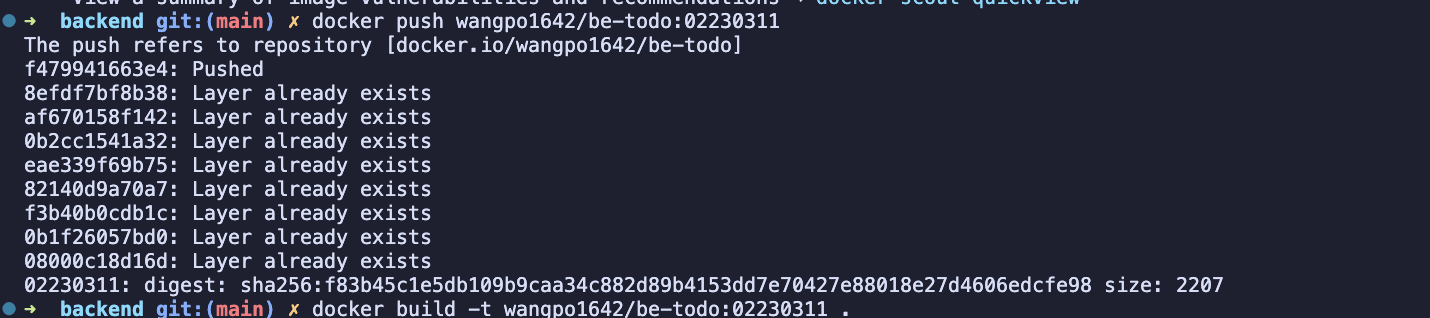 View a summary of image vulnerabilities and recommendations → docker scout quickview
➜ backend git:(main) ✗ docker push wangpo1642/be-todo:02230311
The push refers to repository [docker.io/wangpo1642/be-todo]
f479941663e4: Pushed
8efdf7bf8b38: Layer already exists
af670158f142: Layer already exists
0b2cc1541a32: Layer already exists
eae339f69b75: Layer already exists
82140d9a70a7: Layer already exists
f3b40b0cdb1c: Layer already exists
0b1f26057bd0: Layer already exists
08000c18d16d: Layer already exists
02230311: digest: sha256:f83b45c1e5db109b9caa34c882d89b4153dd7e70427e88018e27d4606edcfe98 size: 2207
➜ backend git:(main) ✗ docker build -t wangpo1642/be-todo:02230311 .